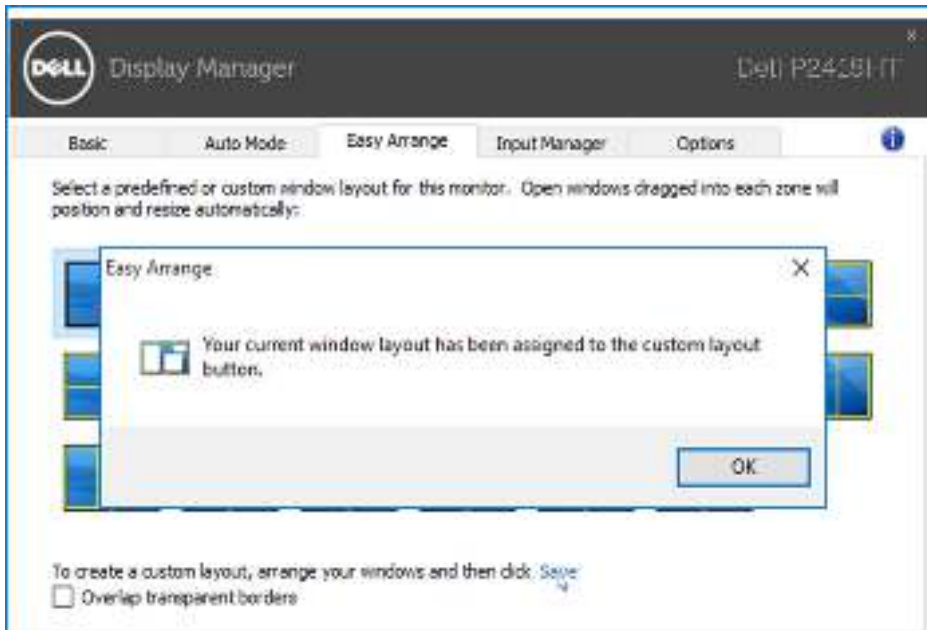 DELL Display Manager
Basic Auto Mode Easy Arrange Input Manager Options
Select a predefined or custom window layout for this monitor. Open windows dragged into each zone will
position and resize automatically:
Easy Arrange
Your current window layout has been assigned to the custom layout
button.
OK
To create a custom layout, arrange your windows and then click Save
Overlap transparent borders